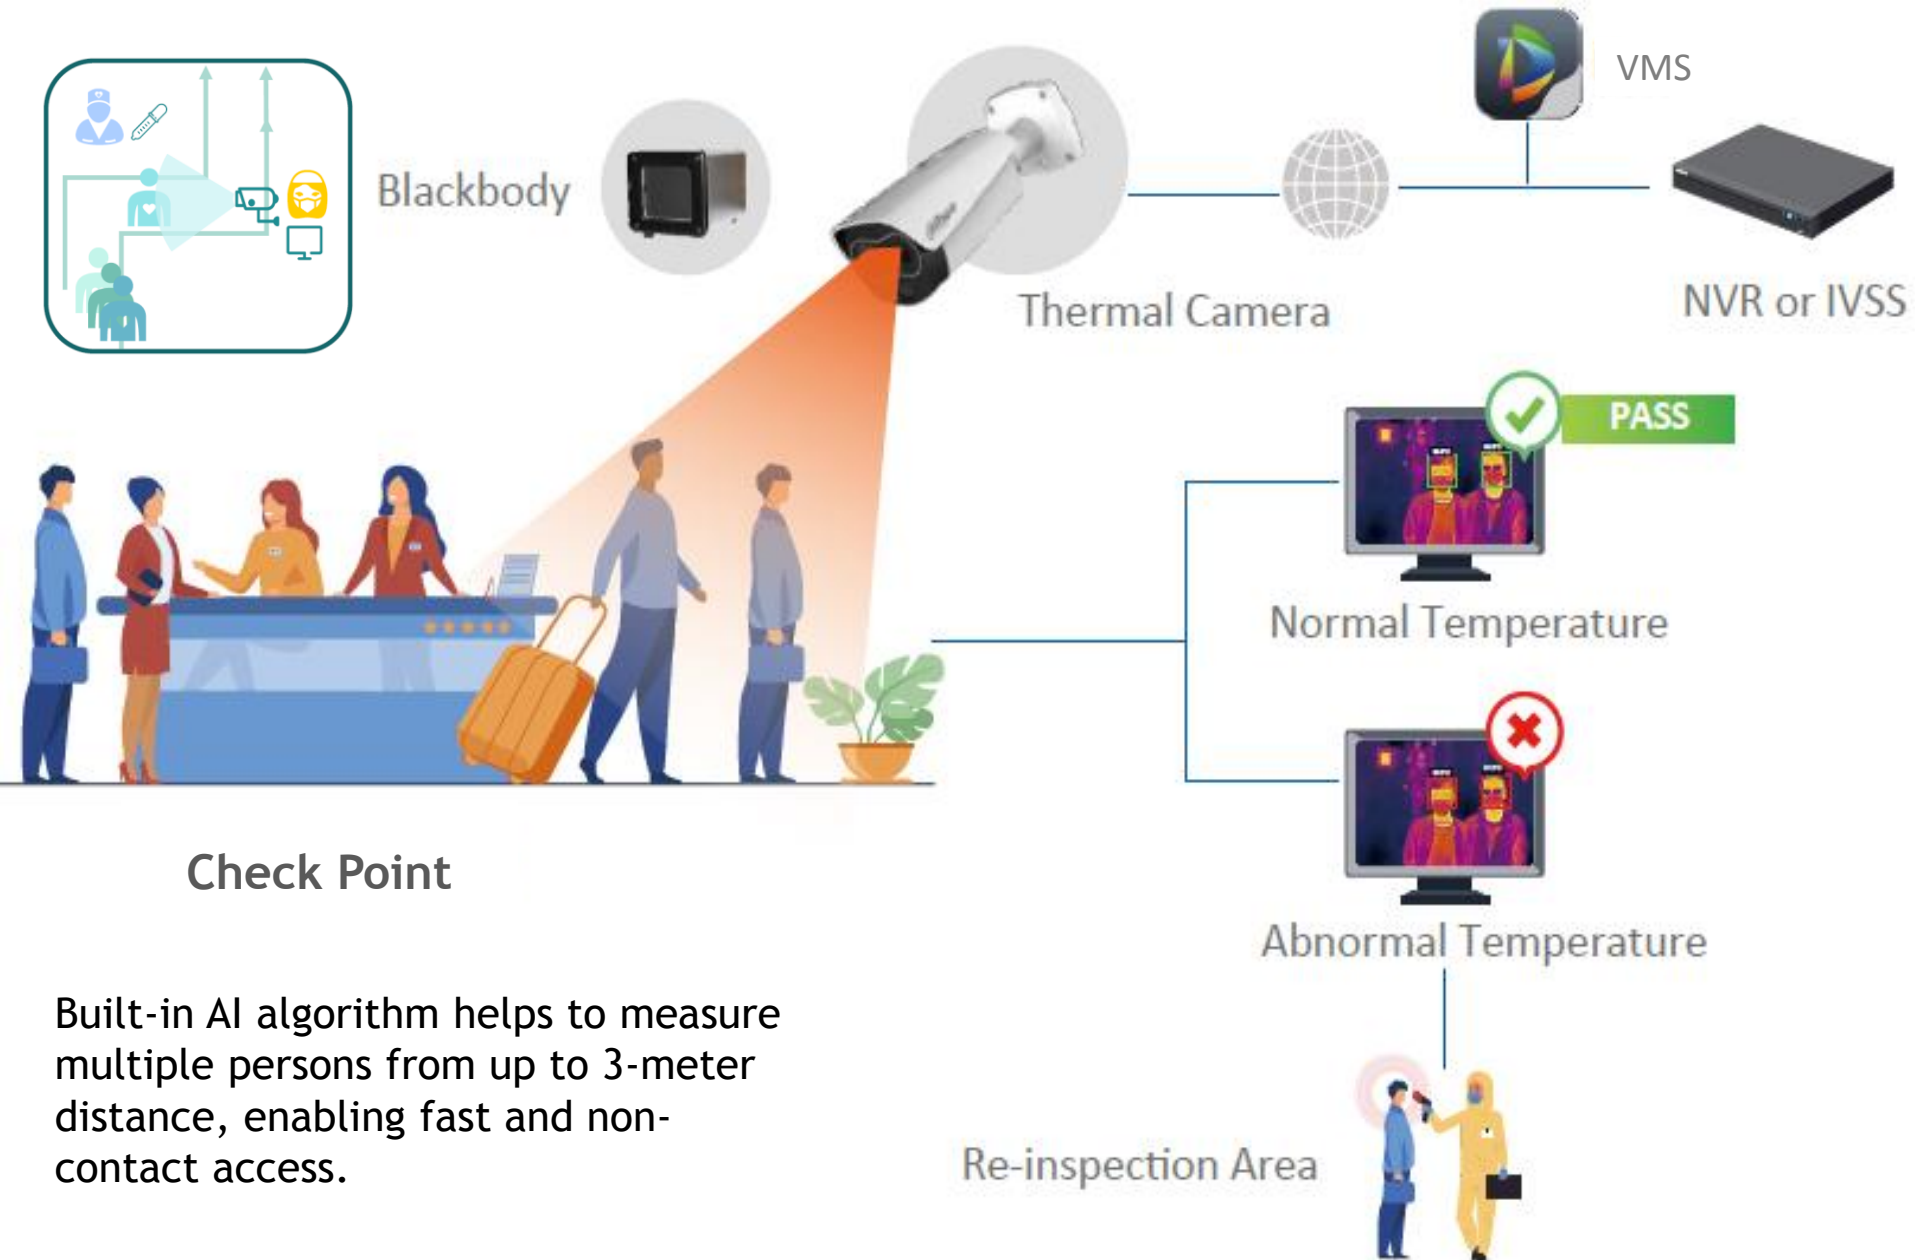 VMS
Blackbody
Thermal Camera
NVR or IVSS
PASS
Normal Temperature
Check Point
Abnormal Temperature
Built-in AI algorithm helps to measure
multiple persons from up to 3-meter
distance, enabling fast and non-
contact access.
Re-inspection Area